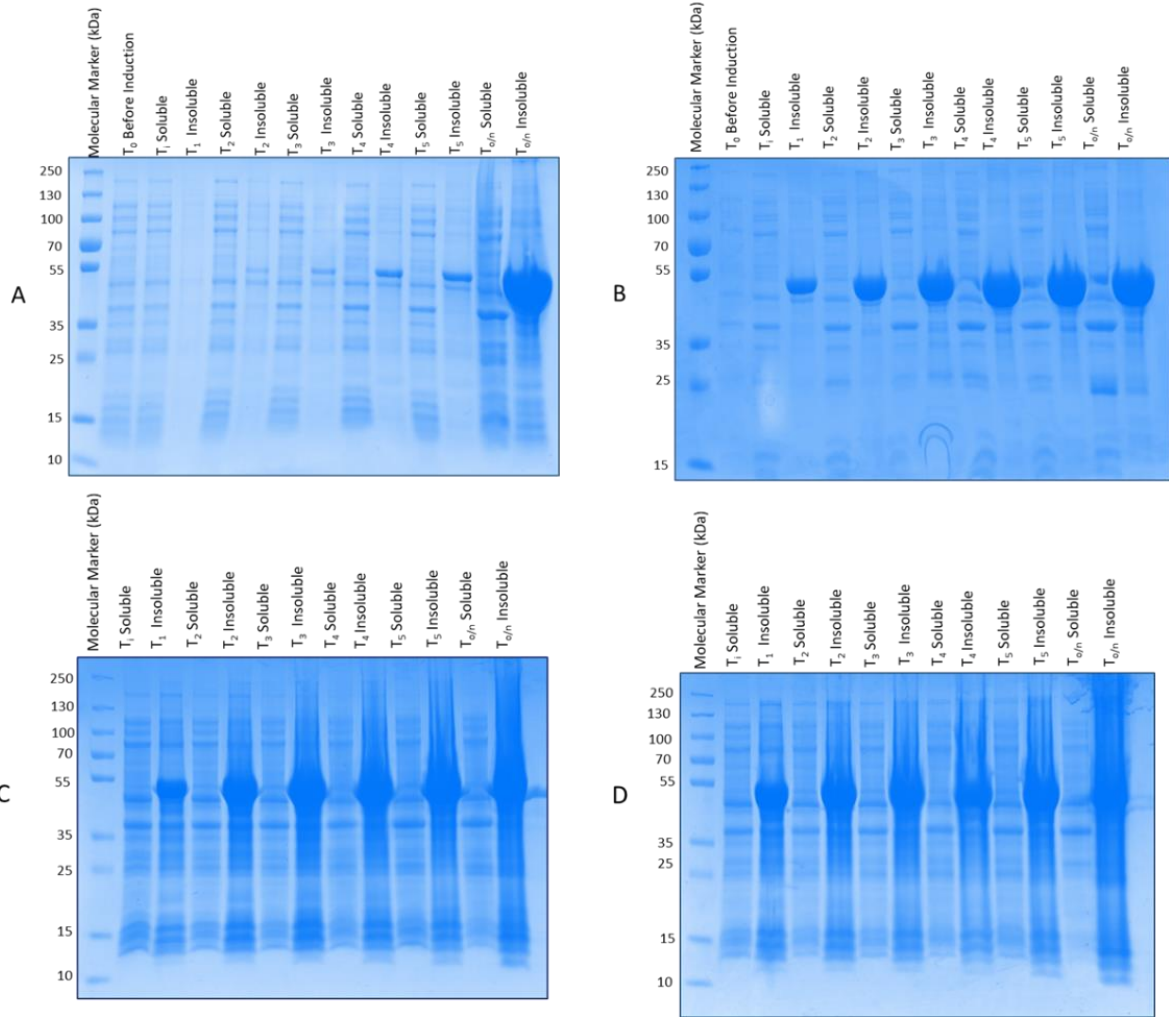 Molecular Marker (kDa)
T₀ Before Induction
Tᵢ Soluble
T₁ Insoluble
T₂ Soluble
T₂ Insoluble
T₃ Soluble
T₃ Insoluble
T₄ Soluble
T₄ Insoluble
T₅ Soluble
T₅ Insoluble
Tₒ/ₙ Soluble
Tₒ/ₙ Insoluble
250
130
100
70
55
35
25
15
10
A
Molecular Marker (kDa)
T₀ Before Induction
Tᵢ Soluble
T₁ Insoluble
T₂ Soluble
T₂ Insoluble
T₃ Soluble
T₃ Insoluble
T₄ Soluble
T₄ Insoluble
T₅ Soluble
T₅ Insoluble
Tₒ/ₙ Soluble
Tₒ/ₙ Insoluble
250
130
100
70
55
35
25
15
B
Molecular Marker (kDa)
Tᵢ Soluble
T₁ Insoluble
T₂ Soluble
T₂ Insoluble
T₃ Soluble
T₃ Insoluble
T₄ Soluble
T₄ Insoluble
T₅ Soluble
T₅ Insoluble
Tₒ/ₙ Soluble
Tₒ/ₙ Insoluble
250
130
100
70
55
35
25
15
10
C
Molecular Marker (kDa)
Tᵢ Soluble
T₁ Insoluble
T₂ Soluble
T₂ Insoluble
T₃ Soluble
T₃ Insoluble
T₄ Soluble
T₄ Insoluble
T₅ Soluble
T₅ Insoluble
Tₒ/ₙ Soluble
Tₒ/ₙ Insoluble
250
130
100
70
55
35
25
15
10
D